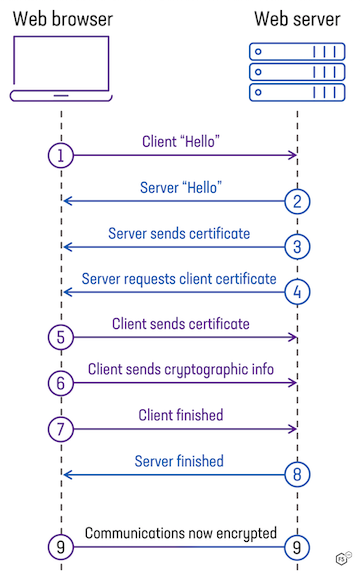 Web browser
Web server
1
Client “Hello”
Server “Hello”
2
Server sends certificate
3
Server requests client certificate
4
5
Client sends certificate
6
Client sends cryptographic info
7
Client finished
Server finished
8
9
Communications now encrypted
9
FS